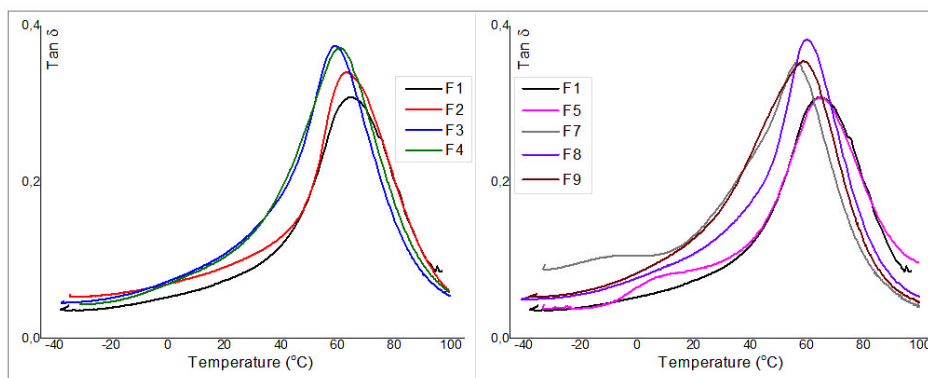 0,4
Tan δ
F1
F2
F3
F4
0,2
0,0
-40 -20 0 20 40 60 80 100
Temperature (°C)
0,4
Tan δ
F1
F5
F7
F8
F9
0,2
0,0
-40 -20 0 20 40 60 80 100
Temperature (°C)